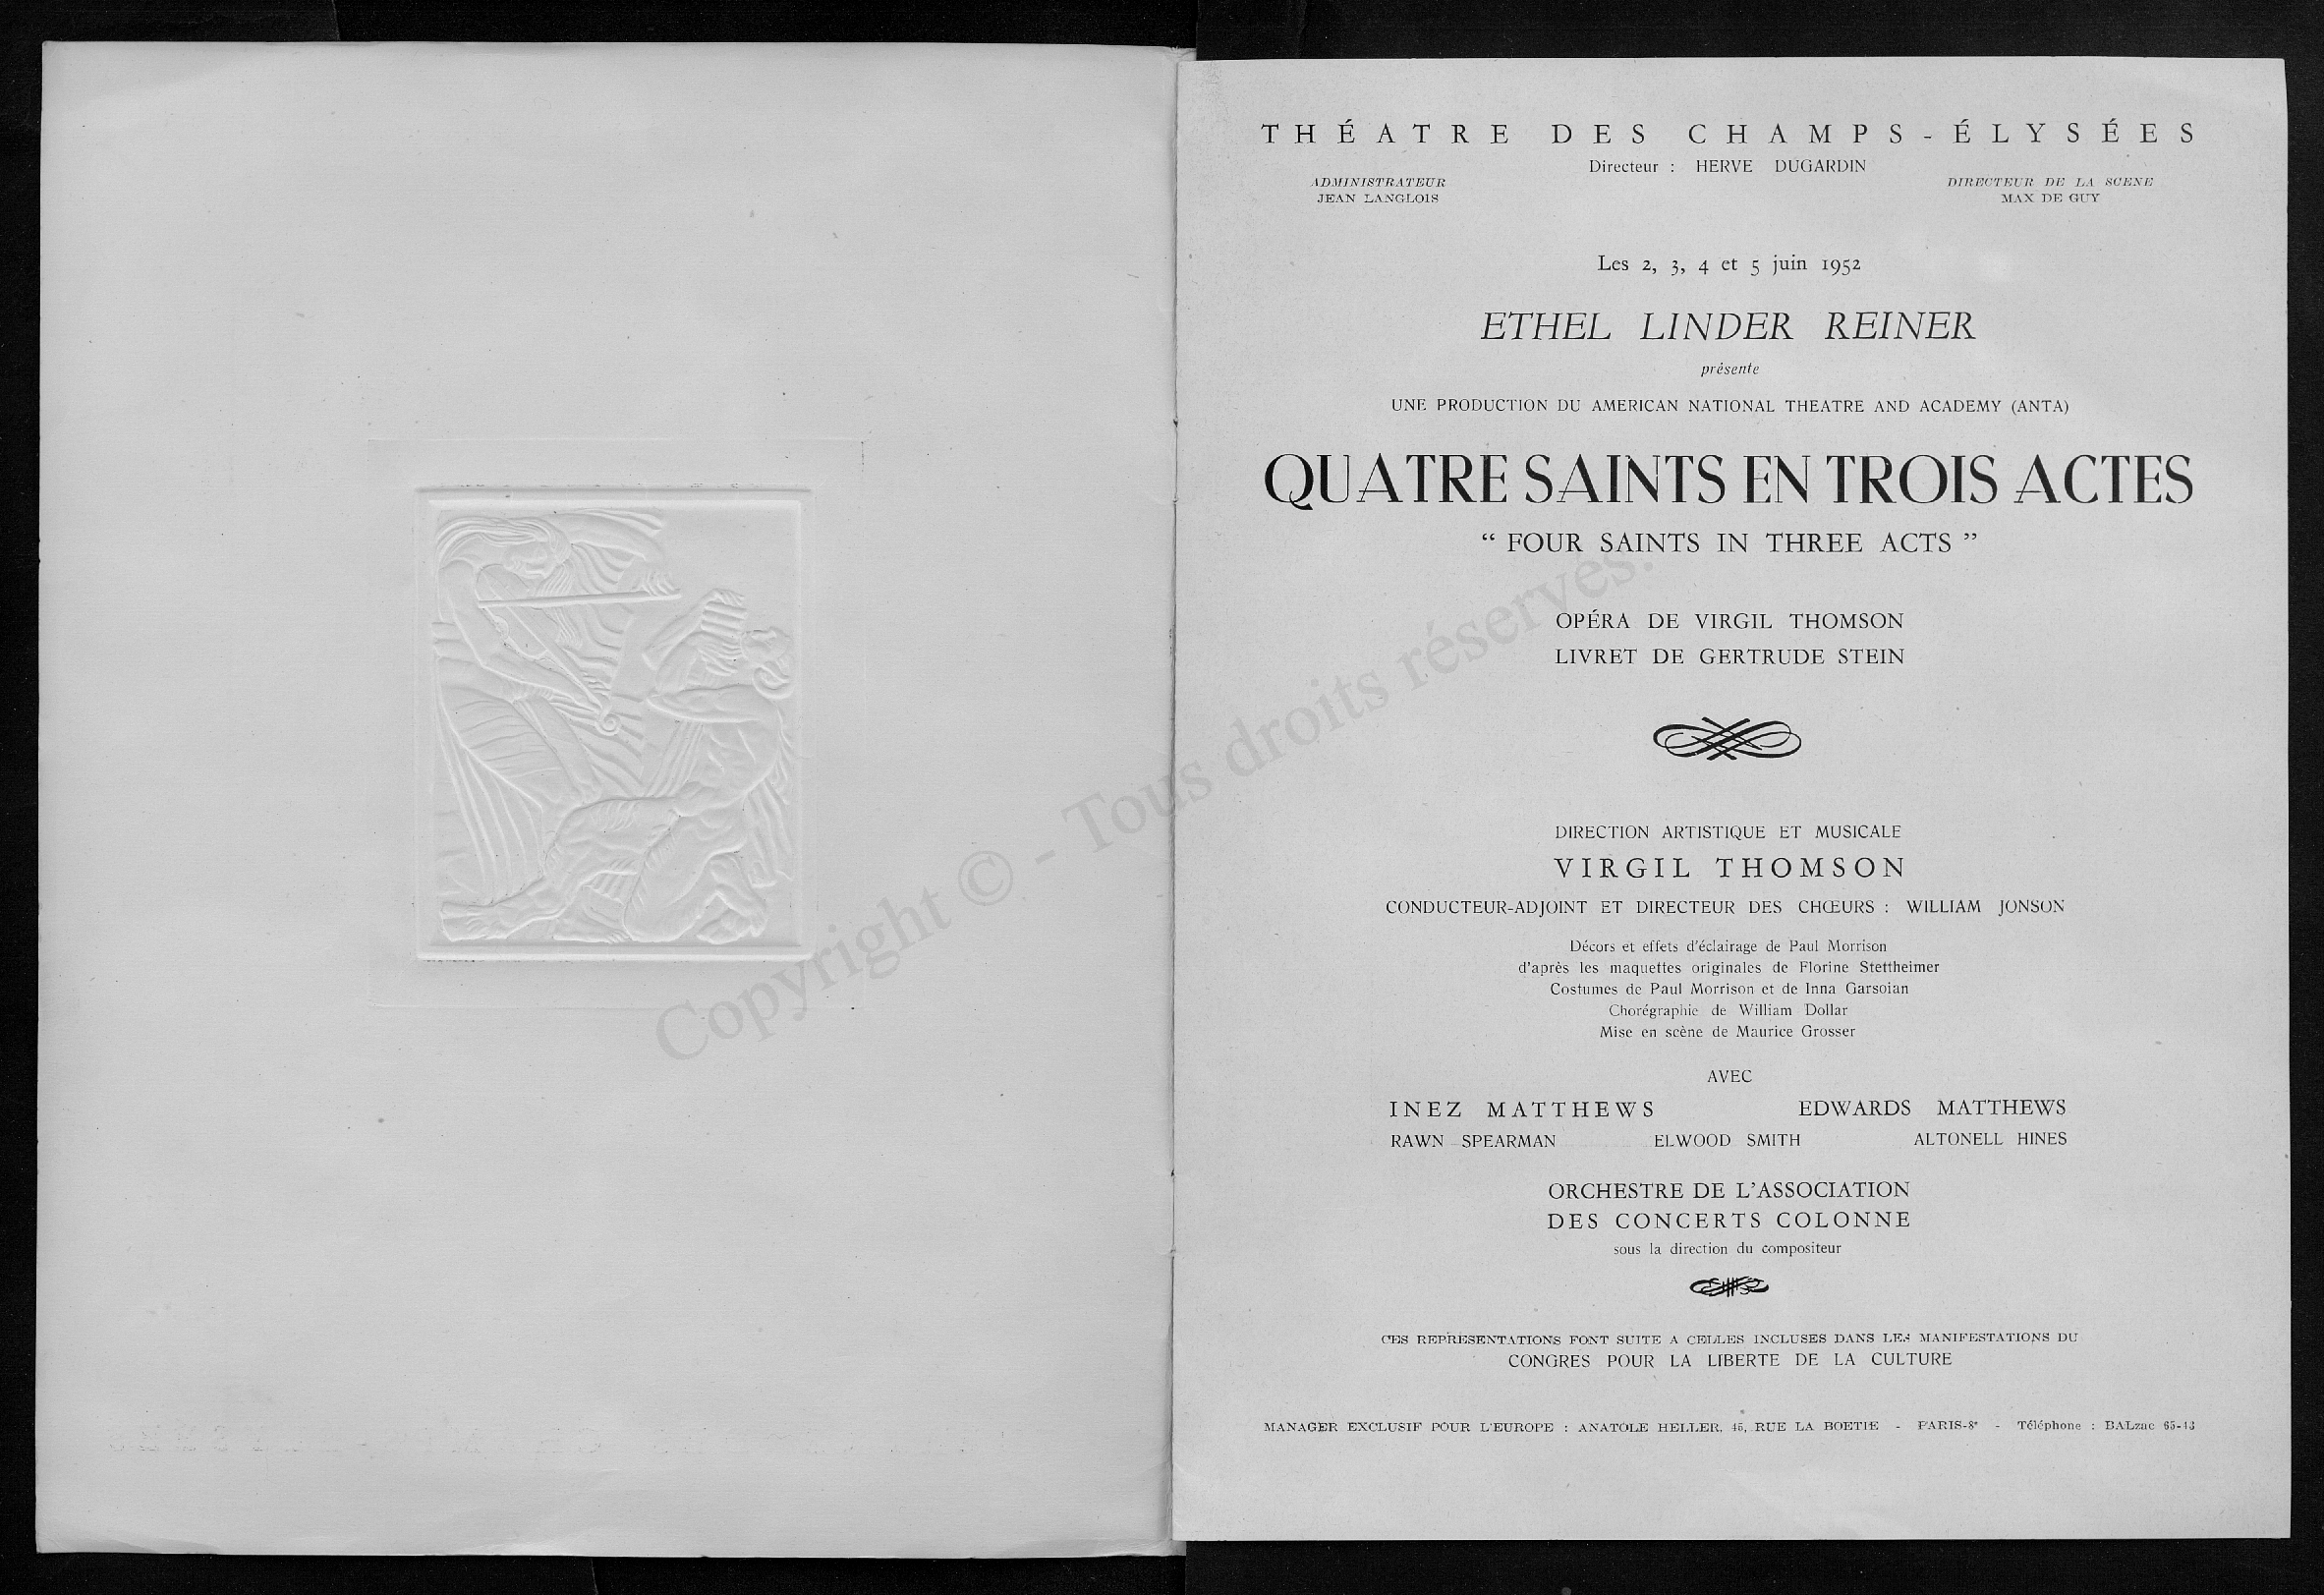 THÉATRE DES CHAMPS-ÉLYSÉES
Directeur : HERVE DUGARDIN
ADMINISTRATEUR
JEAN LANGLOIS
DIRECTEUR DE LA SCENE
MAX DE GUY
Les 2, 3, 4 et 5 juin 1952
ETHEL LINDER REINER
présente
UNE PRODUCTION DU AMERICAN NATIONAL THEATRE AND ACADEMY (ANTA)
QUATRE SAINTS EN TROIS ACTES
“ FOUR SAINTS IN THREE ACTS ”
OPÉRA DE VIRGIL THOMSON
LIVRET DE GERTRUDE STEIN
DIRECTION ARTISTIQUE ET MUSICALE
VIRGIL THOMSON
CONDUCTEUR-ADJOINT ET DIRECTEUR DES CHŒURS : WILLIAM JONSON
Décors et effets d'éclairage de Paul Morrison
d'après les maquettes originales de Florine Stettheimer
Costumes de Paul Morrison et de Inna Garsoian
Chorégraphie de William Dollar
Mise en scène de Maurice Grosser
AVEC
INEZ MATTHEWS EDWARDS MATTHEWS
RAWN SPEARMAN ELWOOD SMITH ALTONELL HINES
ORCHESTRE DE L'ASSOCIATION
DES CONCERTS COLONNE
sous la direction du compositeur
CES REPRESENTATIONS FONT SUITE A CELLES INCLUSES DANS LES MANIFESTATIONS DU
CONGRES POUR LA LIBERTE DE LA CULTURE
MANAGER EXCLUSIF POUR L'EUROPE : ANATOLE HELLER, 45, RUE LA BOETIE - PARIS-8e - Téléphone : BALzac 65-43
Copyright © - Tous droits réservés.